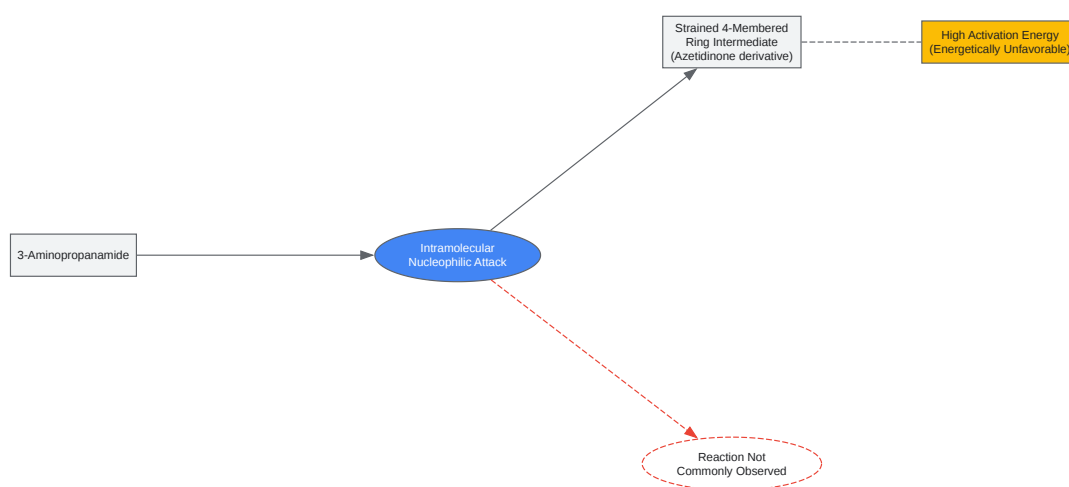 Strained 4-Membered
Ring Intermediate
(Azetidinone derivative)
High Activation Energy
(Energetically Unfavorable)
3-Aminopropanamide
Intramolecular
Nucleophilic Attack
Reaction Not
Commonly Observed